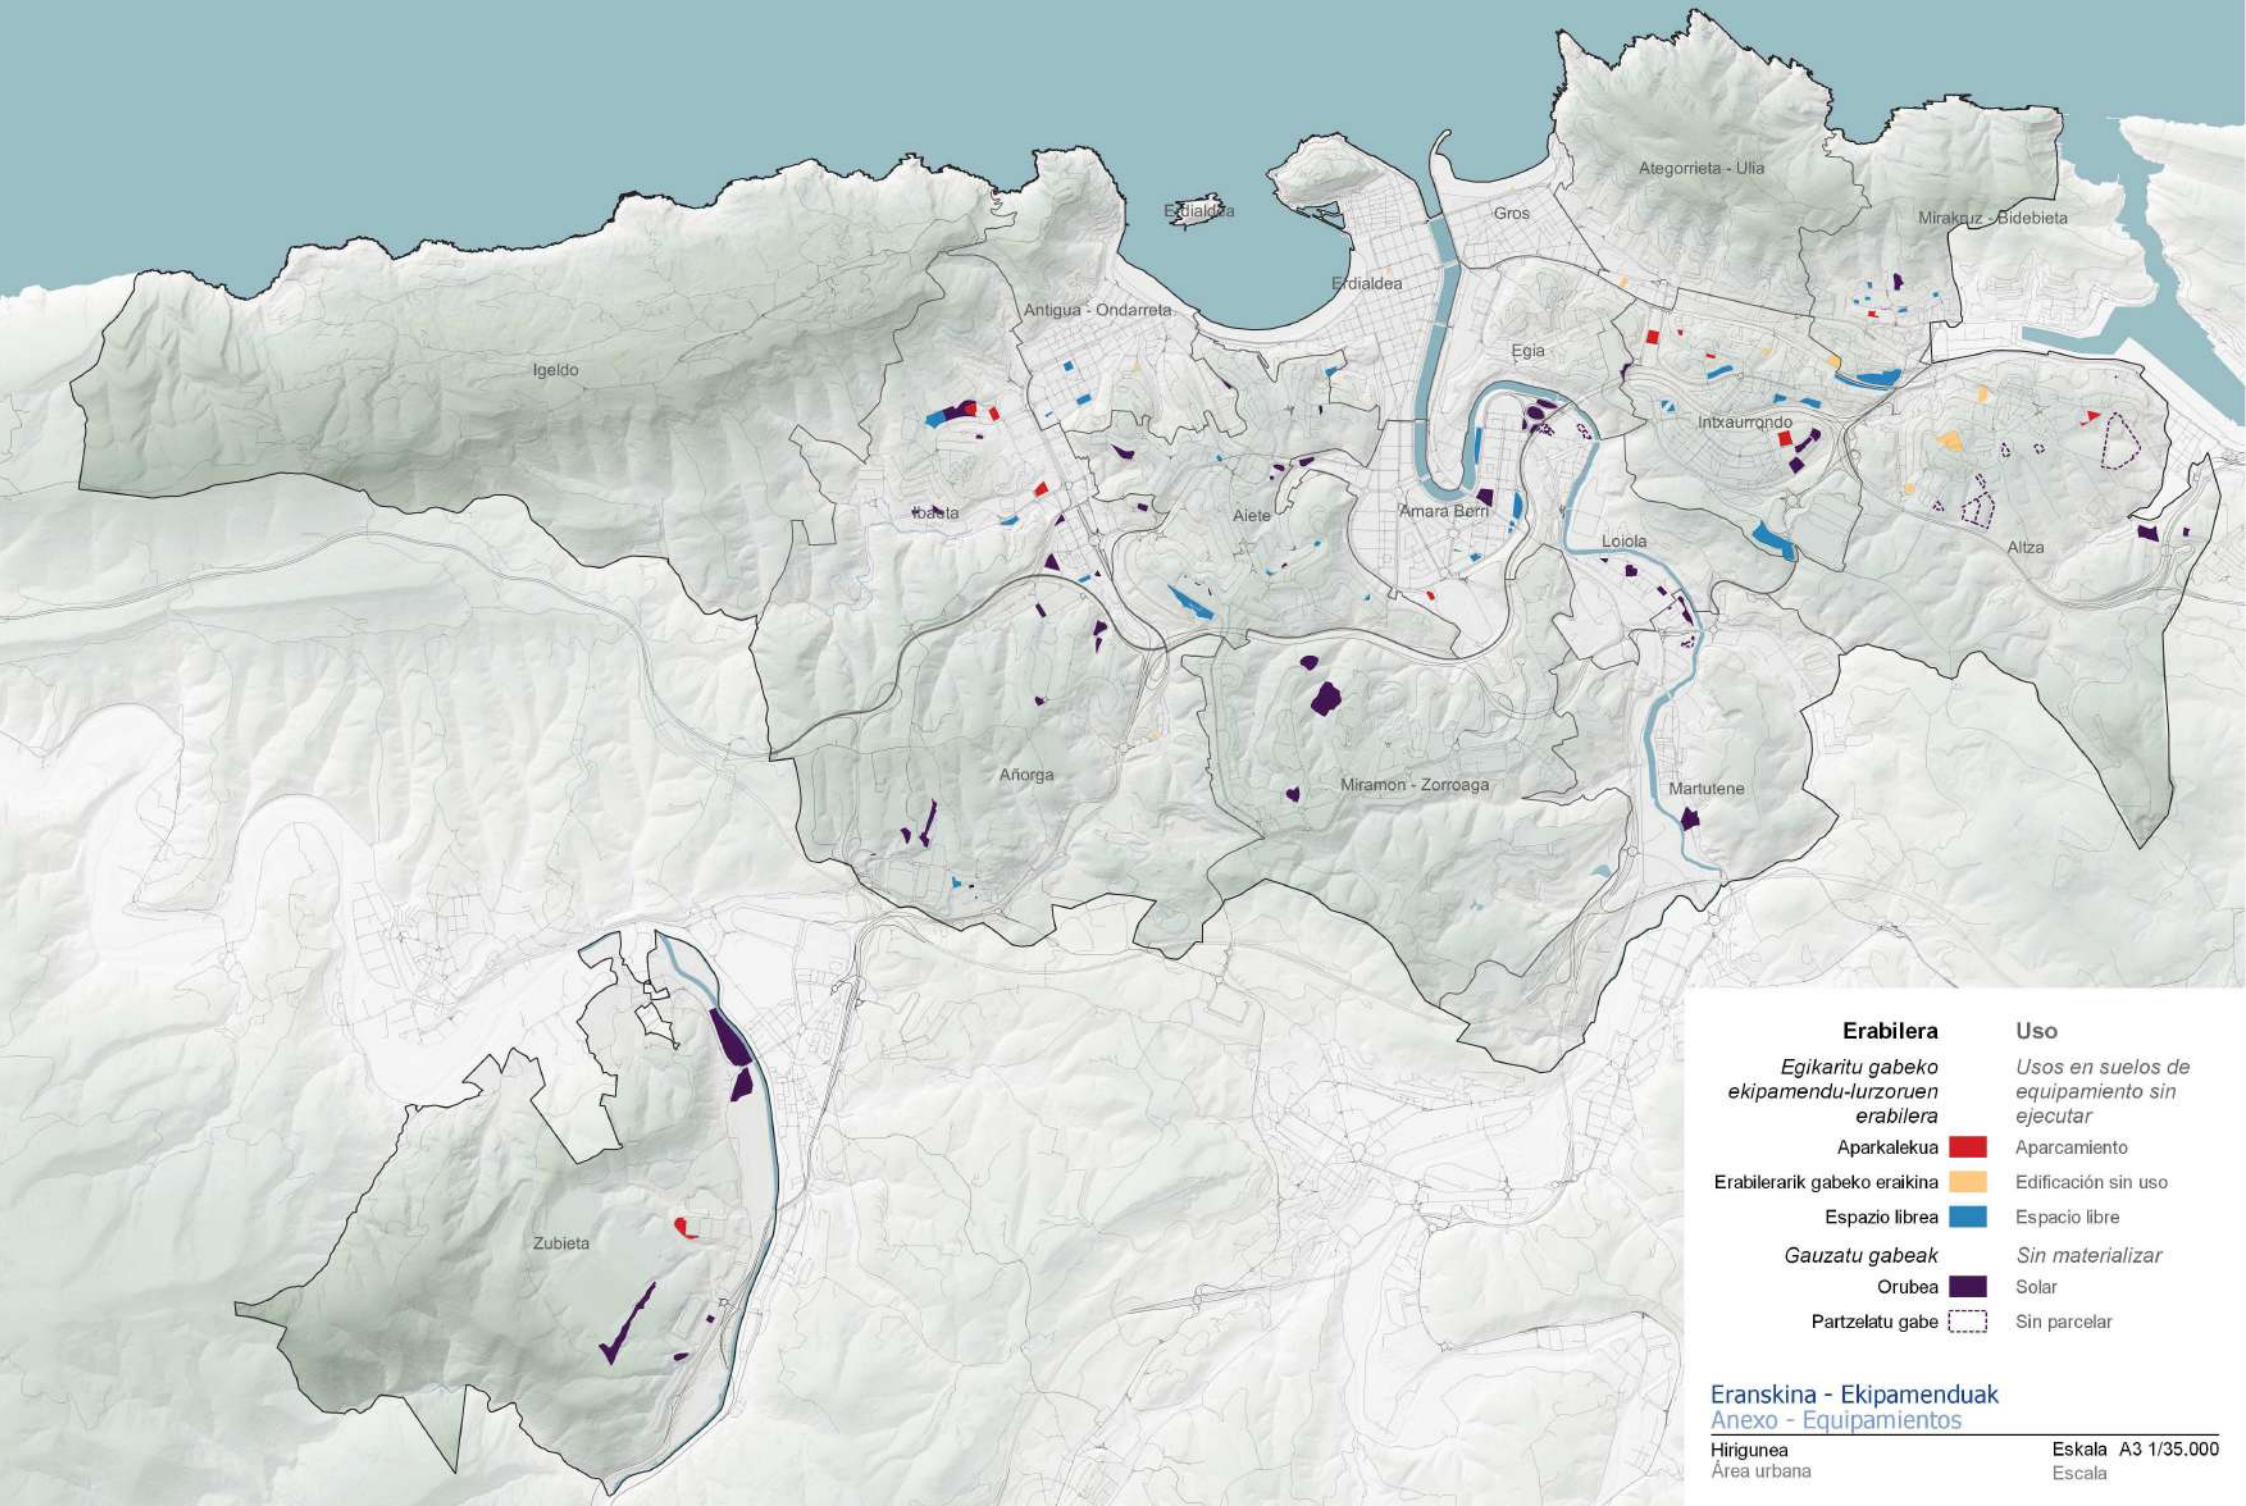 Ategorrieta - Ulia
Erdialdea
Gros
Mirakruz - Bidebieta
Erdialdea
Antigua - Ondarreta
Egia
Igeldo
Intxaurrondo
Ibaeta
Aiete
Amara Berri
Loiola
Altza
Añorga
Miramon - Zorroaga
Martutene
Zubieta
Erabilera Uso
Egikaritu gabeko Usos en suelos de
ekipamendu-lurzoruen equipamiento sin
erabilera ejecutar
Aparkalekua Aparcamiento
Erabilerarik gabeko eraikina Edificación sin uso
Espazio librea Espacio libre
Gauzatu gabeak Sin materializar
Orubea Solar
Partzelatu gabe Sin parcelar
Eranskina - Ekipamenduak
Anexo - Equipamientos
Hirigunea Eskala A3 1/35.000
Área urbana Escala